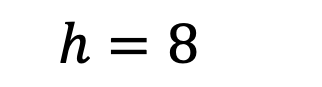 h = 8